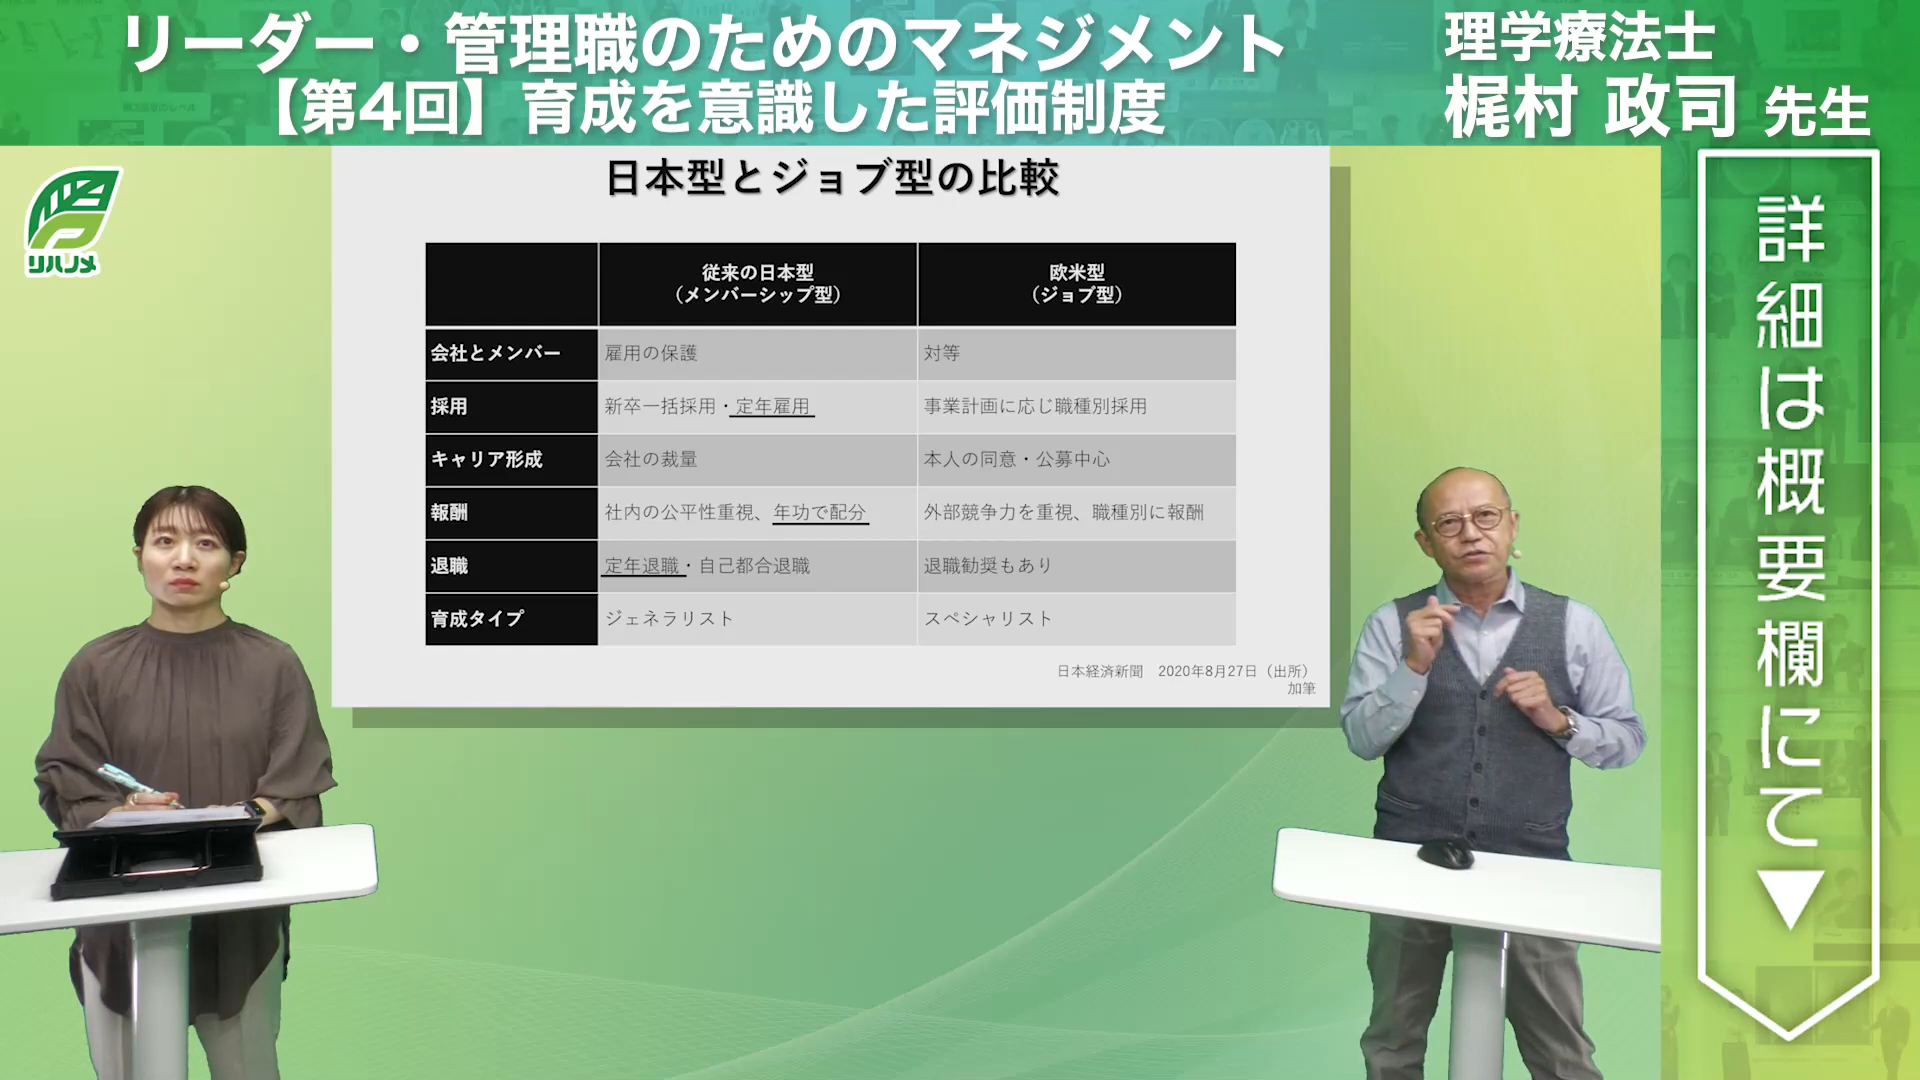 リーダー・管理職のためのマネジメント
【第4回】育成を意識した評価制度
理学療法士
梶村 政司 先生
リハノメ
日本型とジョブ型の比較
従来の日本型
（メンバーシップ型）
欧米型
（ジョブ型）
会社とメンバー 雇用の保護 対等
採用 新卒一括採用・定年雇用 事業計画に応じ職種別採用
キャリア形成 会社の裁量 本人の同意・公募中心
報酬 社内の公平性重視、年功で配分 外部競争力を重視、職種別に報酬
退職 定年退職・自己都合退職 退職勧奨もあり
育成タイプ ジェネラリスト スペシャリスト
日本経済新聞 2020年8月27日（出所）
加筆
詳細は概要欄にて▼